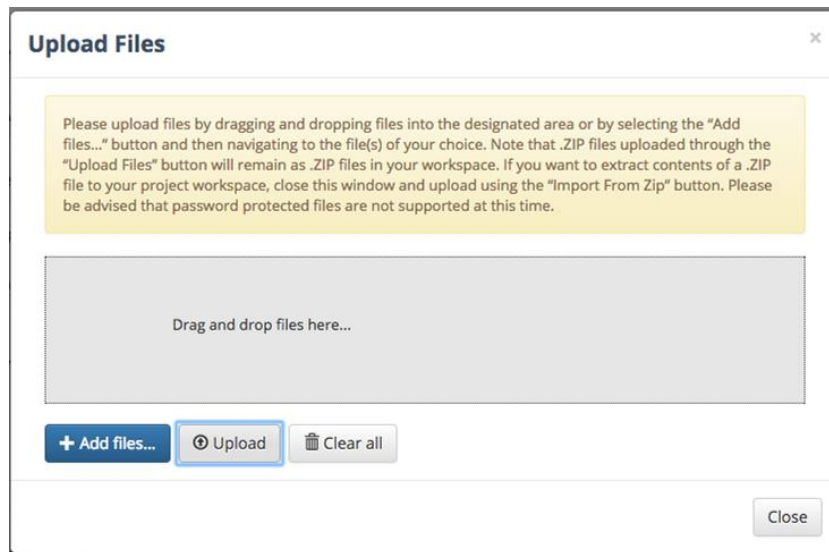 Upload Files
×
Please upload files by dragging and dropping files into the designated area or by selecting the “Add
files...” button and then navigating to the file(s) of your choice. Note that .ZIP files uploaded through the
“Upload Files” button will remain as .ZIP files in your workspace. If you want to extract contents of a .ZIP
file to your project workspace, close this window and upload using the “Import From Zip” button. Please
be advised that password protected files are not supported at this time.
Drag and drop files here...
+ Add files... Upload Clear all
Close